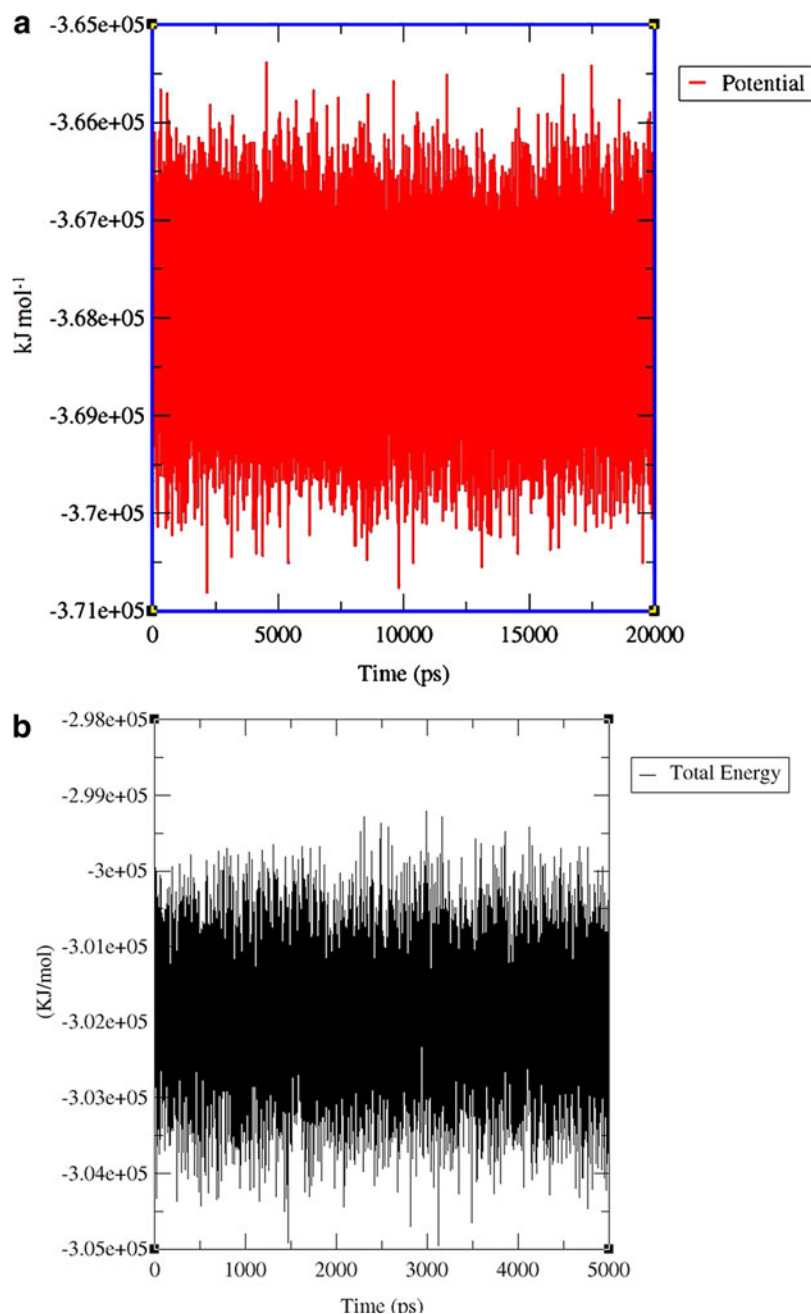 a
-3.65e+05
-3.66e+05
-3.67e+05
-3.68e+05
-3.69e+05
-3.7e+05
-3.71e+05
kJ mol-1
0 5000 10000 15000 20000
Time (ps)
Potential
b
-2.98e+05
-2.99e+05
-3e+05
-3.01e+05
-3.02e+05
-3.03e+05
-3.04e+05
-3.05e+05
(KJ/mol)
0 1000 2000 3000 4000 5000
Time (ps)
Total Energy